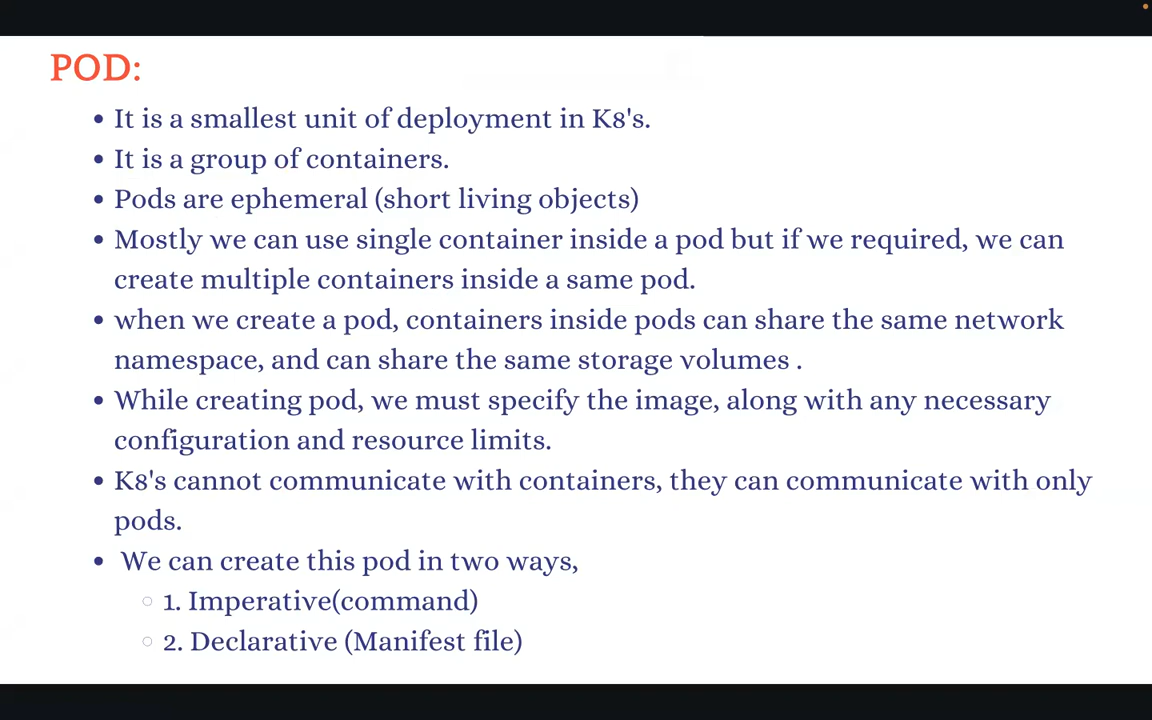 POD:
• It is a smallest unit of deployment in K8's.
• It is a group of containers.
• Pods are ephemeral (short living objects)
• Mostly we can use single container inside a pod but if we required, we can
create multiple containers inside a same pod.
• when we create a pod, containers inside pods can share the same network
namespace, and can share the same storage volumes .
• While creating pod, we must specify the image, along with any necessary
configuration and resource limits.
• K8's cannot communicate with containers, they can communicate with only
pods.
• We can create this pod in two ways,
○ 1. Imperative(command)
○ 2. Declarative (Manifest file)